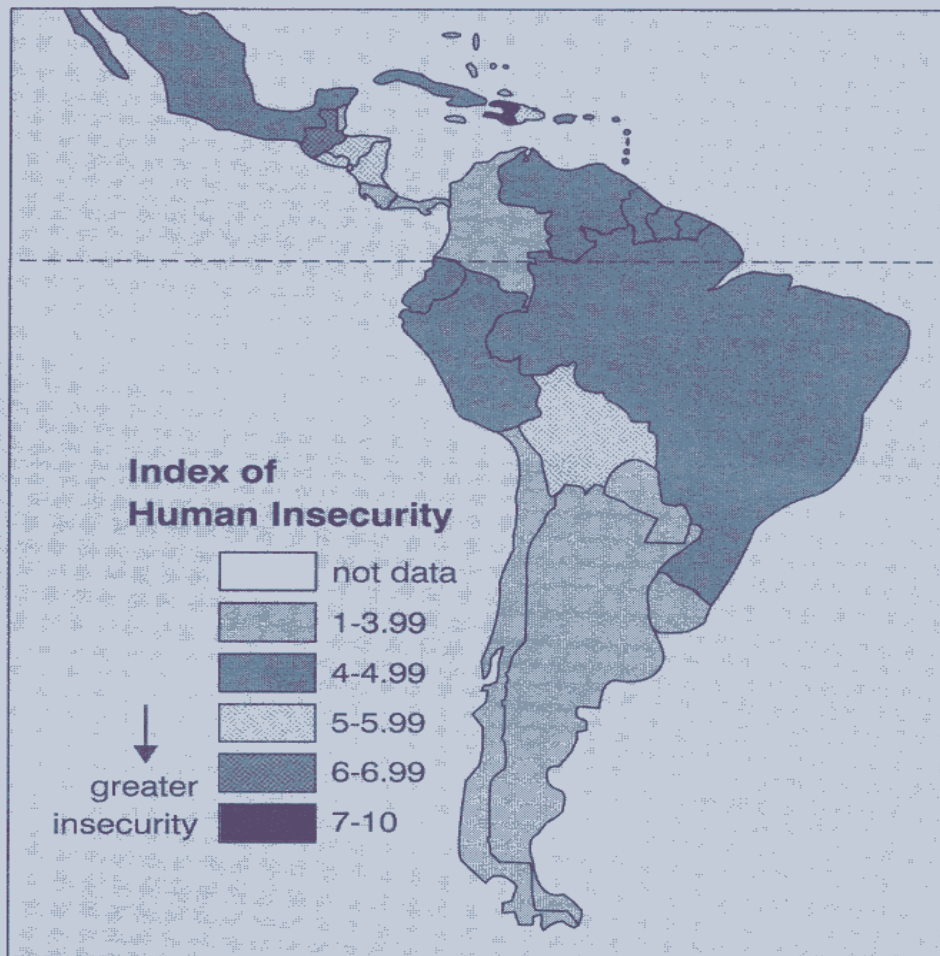 Index of
Human Insecurity
not data
1-3.99
4-4.99
5-5.99
6-6.99
7-10
greater
insecurity